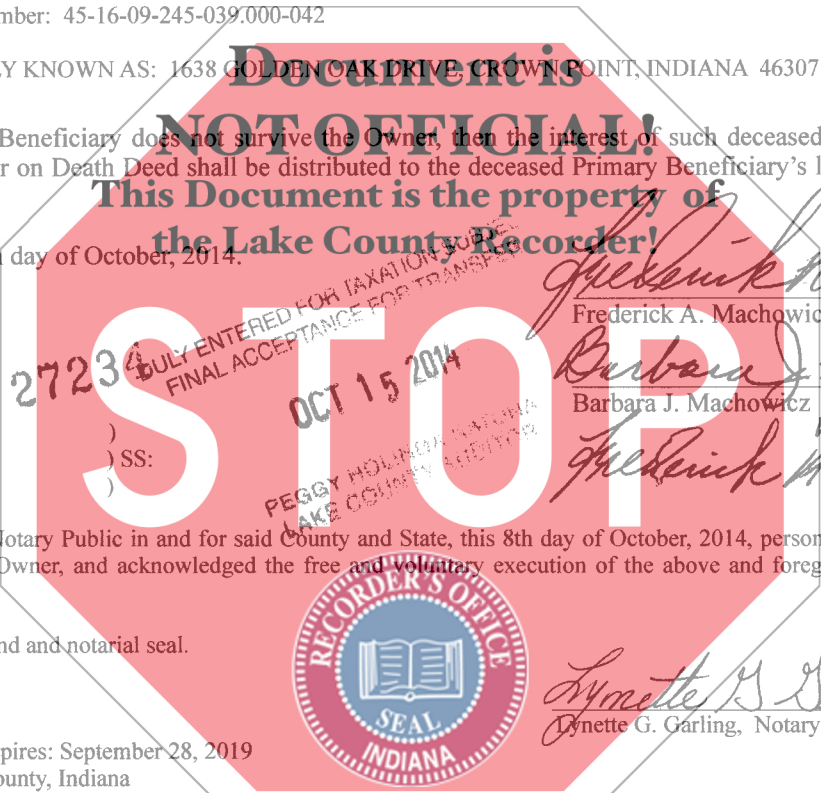 mber: 45-16-09-245-039.000-042
Y KNOWN AS: 1638 GOLDEN OAK DRIVE, CROWN POINT, INDIANA 46307
Document is
NOT OFFICIAL!
Beneficiary does not survive the Owner, then the interest of such deceased
r on Death Deed shall be distributed to the deceased Primary Beneficiary's l
This Document is the property of
the Lake County Recorder!
day of October, 2014.
Frederick
Frederick A. Machowic
27234
DULY ENTERED FOR TAXATION SUBJECT
FINAL ACCEPTANCE FOR TRANSFER
OCT 15 2014
STOP
Barbara J.
Barbara J. Machowicz
)
) SS:
)
Frederick
PEGGY HOLINGA KATONA
LAKE COUNTY AUDITOR
Notary Public in and for said County and State, this 8th day of October, 2014, person
Owner, and acknowledged the free and voluntary execution of the above and foreg
RECORDER'S OFFICE
SEAL
INDIANA
nd and notarial seal.
Lynette G
Lynette G. Garling, Notary
pires: September 28, 2019
ounty, Indiana